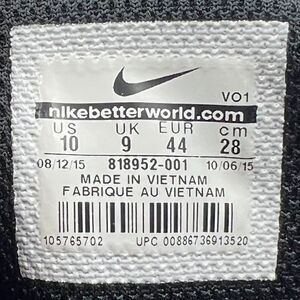 VO1
nikebetterworld.com
US UK EUR cm
10 9 44 28
08/12/15 818952-001 10/06/15
MADE IN VIETNAM
FABRIQUE AU VIETNAM
105765702 UPC 00886736913520